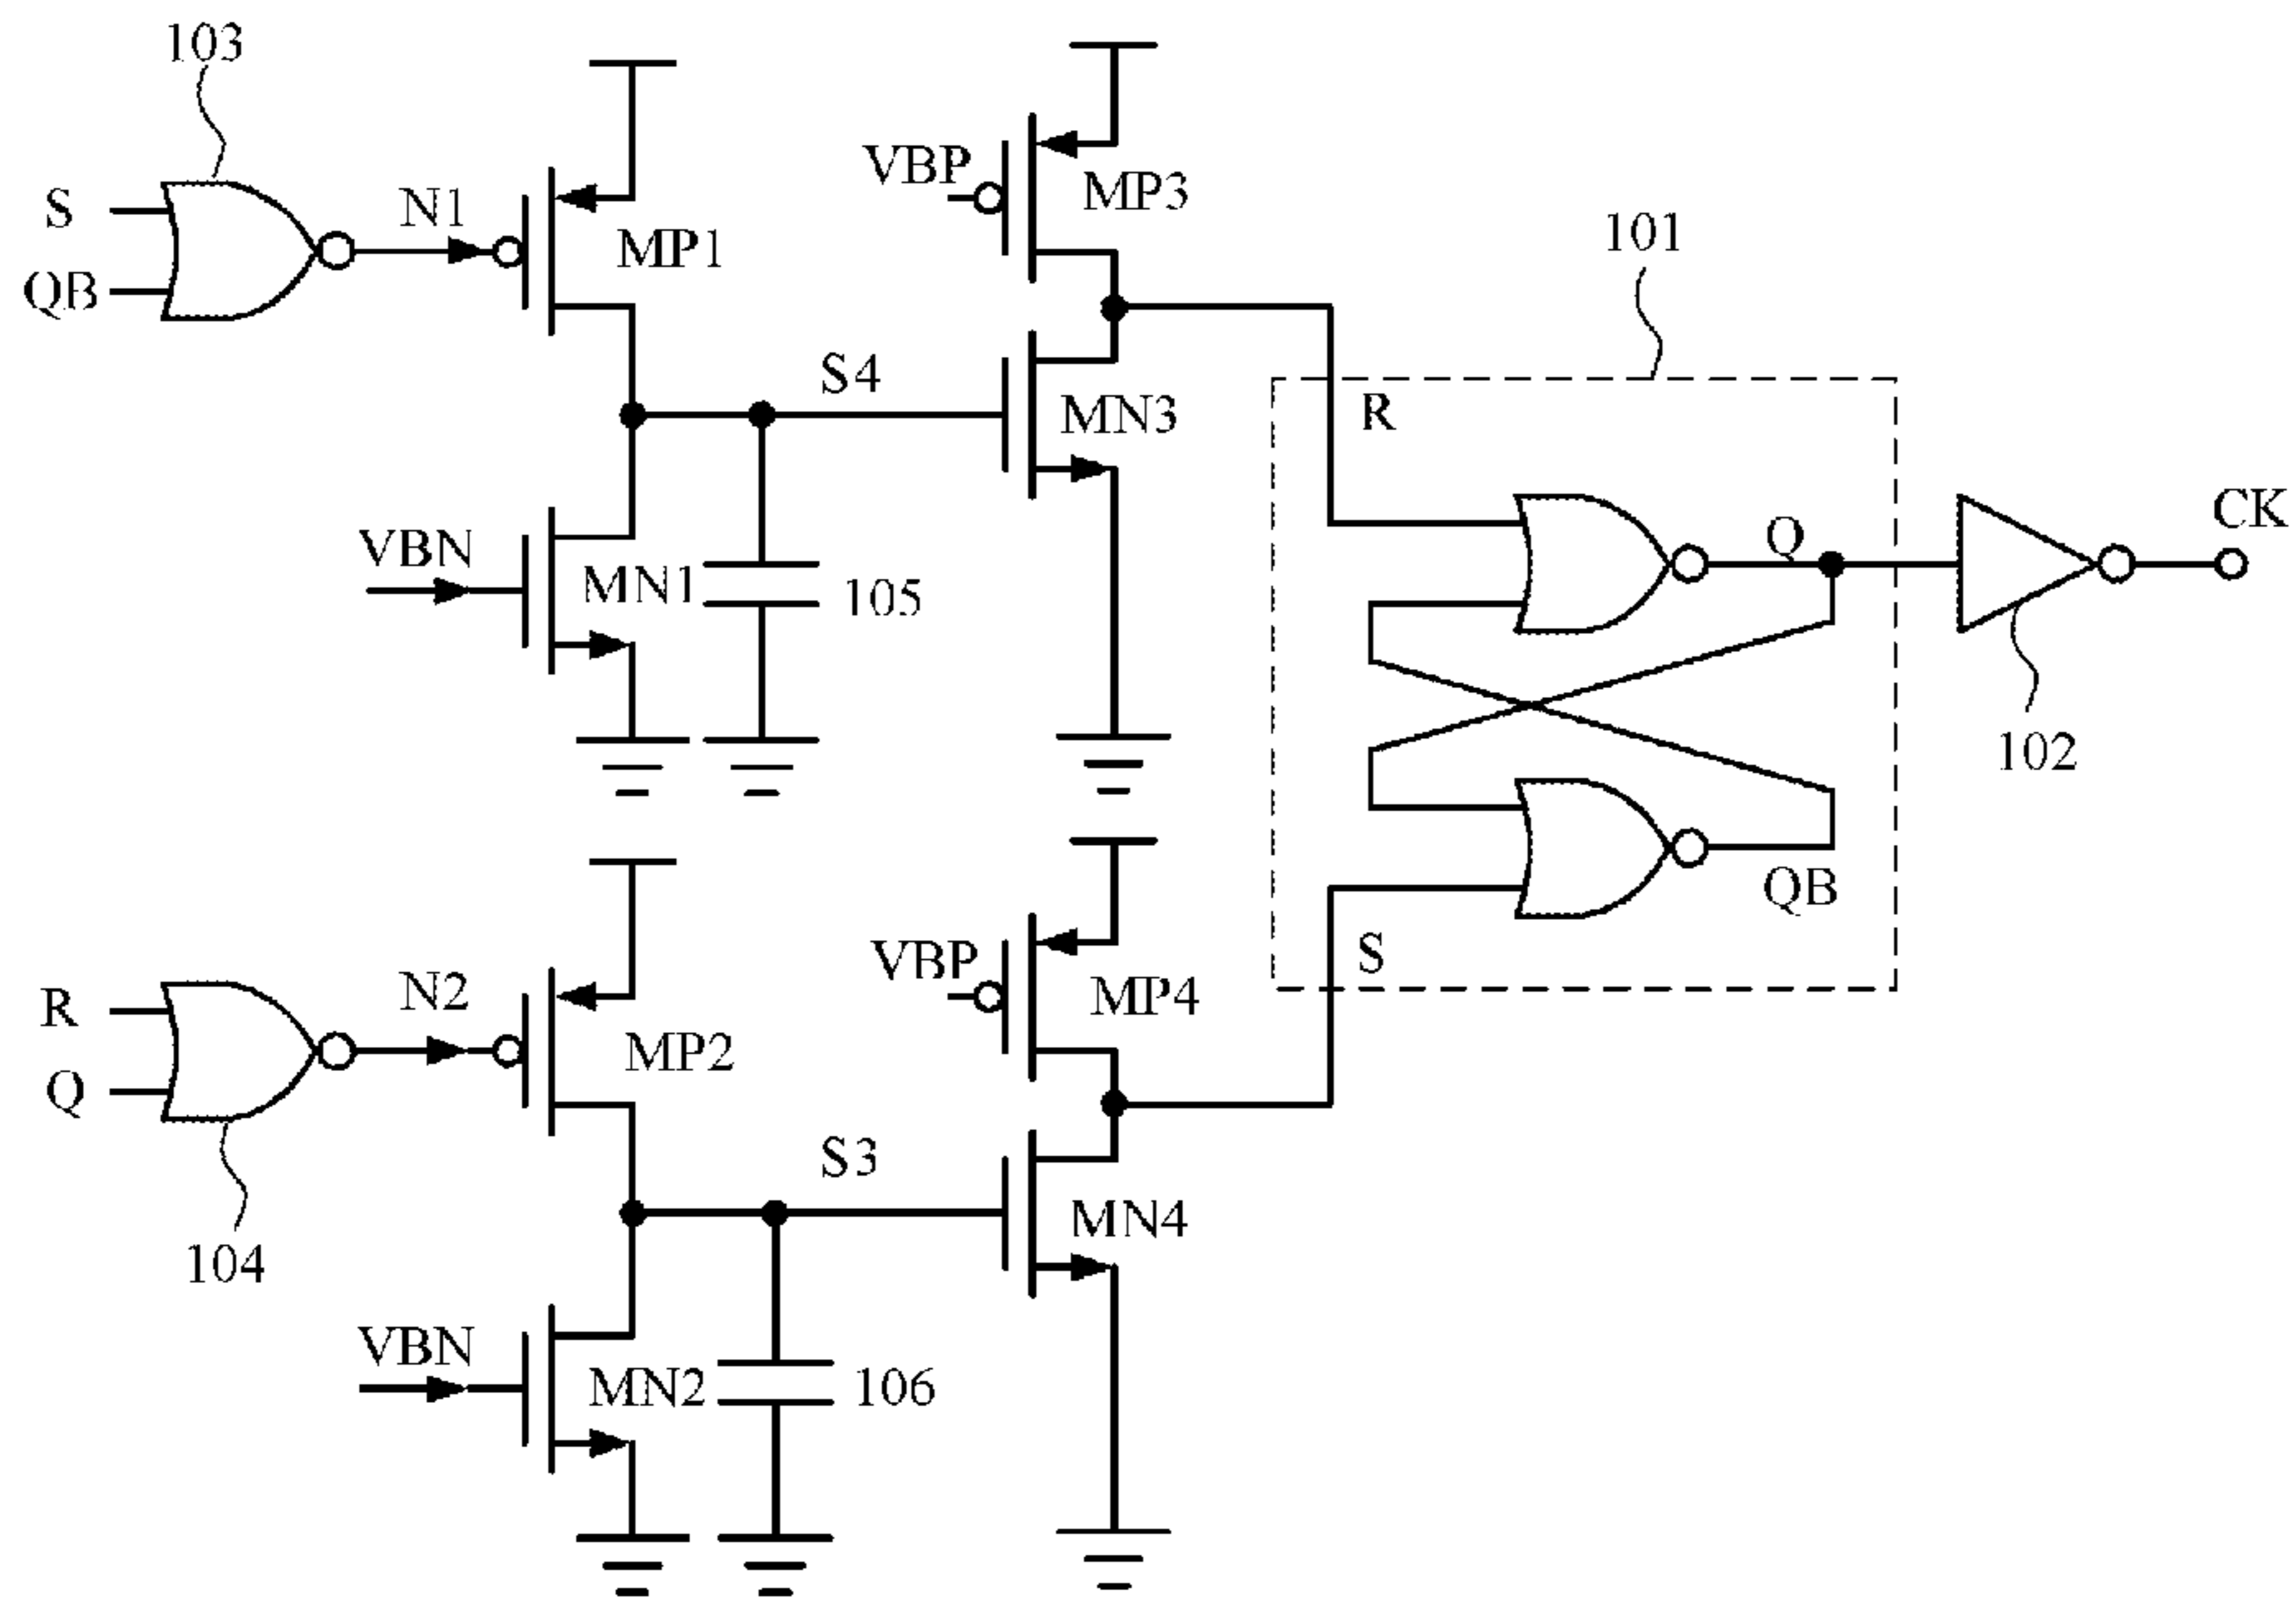 103
S
QB
N1
MP1
VBP
MP3
101
S4
MN3
R
VBN
MN1
105
Q
CK
102
QB
S
R
Q
N2
MP2
VBP
MP4
104
S3
MN4
VBN
MN2
106